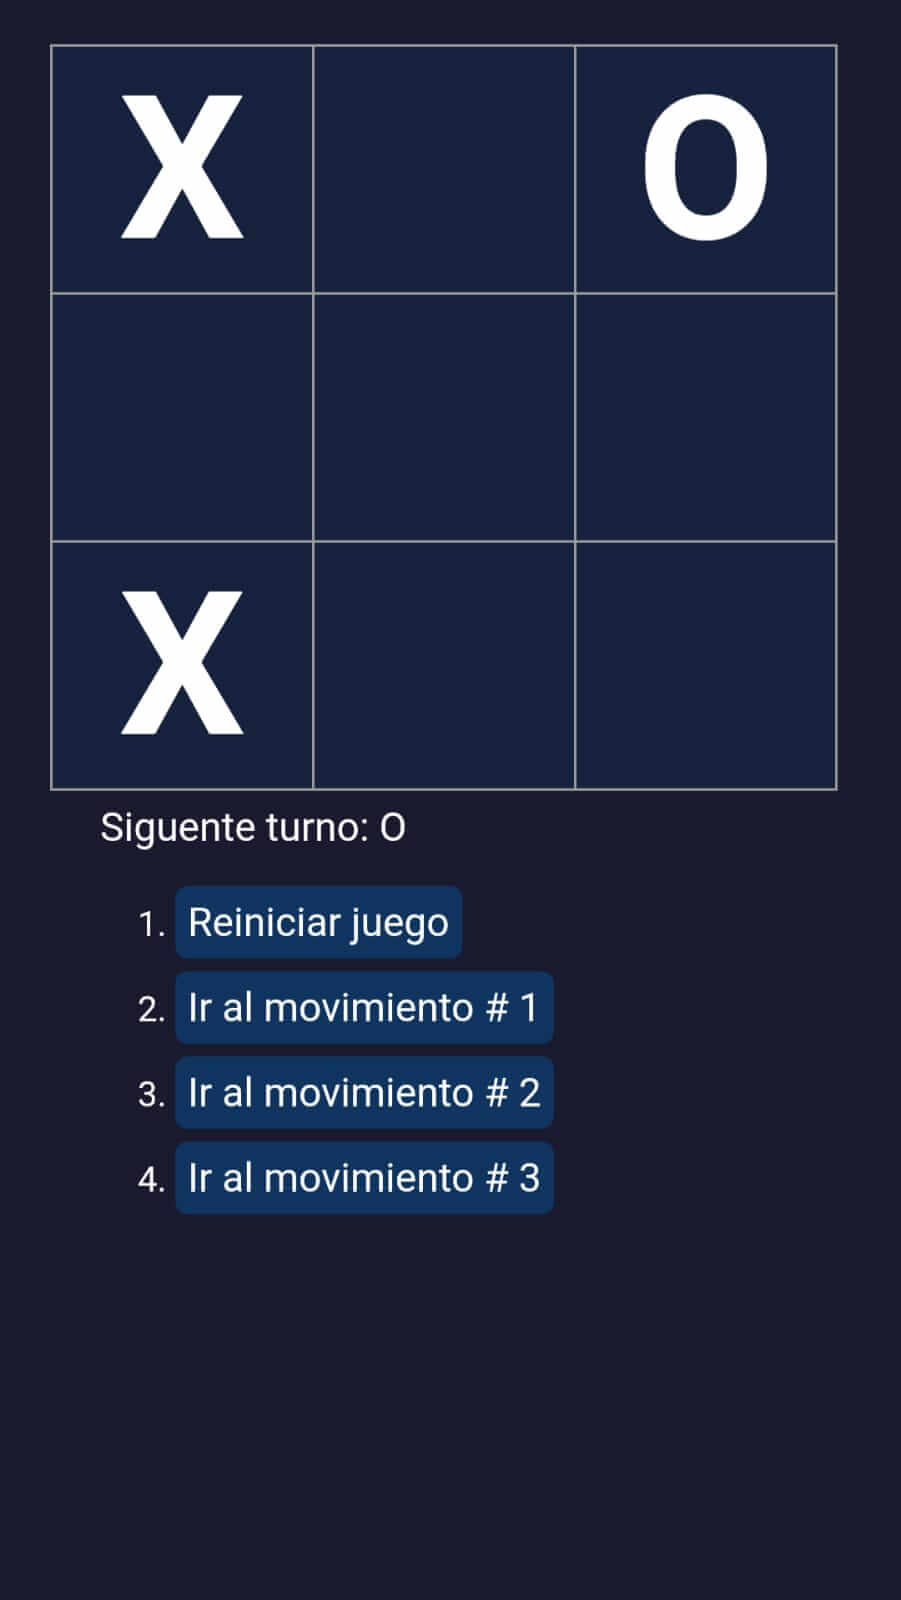 X O
X
Siguente turno: O
1. Reiniciar juego
2. Ir al movimiento # 1
3. Ir al movimiento # 2
4. Ir al movimiento # 3